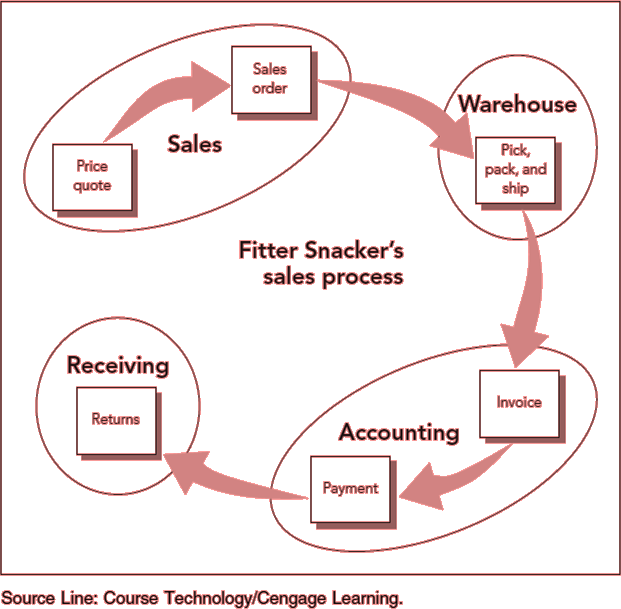 Sales
order
Sales
Price
quote
Warehouse
Pick,
pack, and
ship
Fitter Snacker’s
sales process
Receiving
Returns
Invoice
Accounting
Payment
Source Line: Course Technology/Cengage Learning.